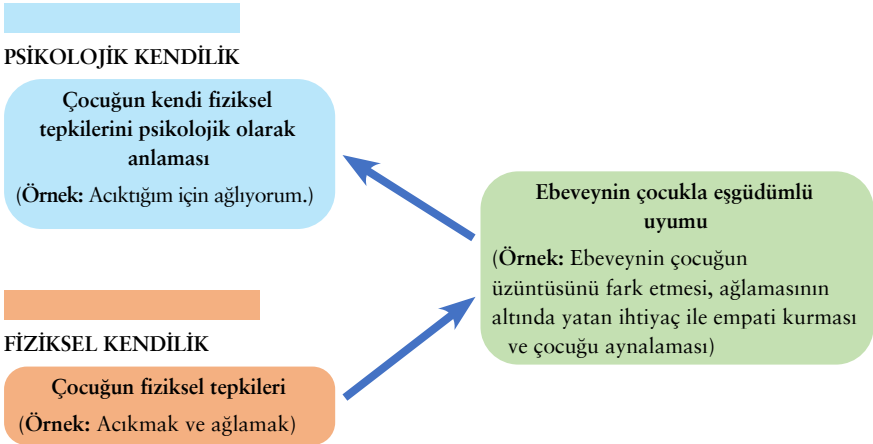 PSİKOLOJİK KENDİLİK
Çocuğun kendi fiziksel
tepkilerini psikolojik olarak
anlaması
(Örnek: Acıktığım için ağlıyorum.)
Ebeveynin çocukla eşgüdümlü
uyumu
(Örnek: Ebeveynin çocuğun
üzüntüsünü fark etmesi, ağlamasının
altında yatan ihtiyaç ile empati kurması
ve çocuğu aynalaması)
FİZİKSEL KENDİLİK
Çocuğun fiziksel tepkileri
(Örnek: Acıkmak ve ağlamak)